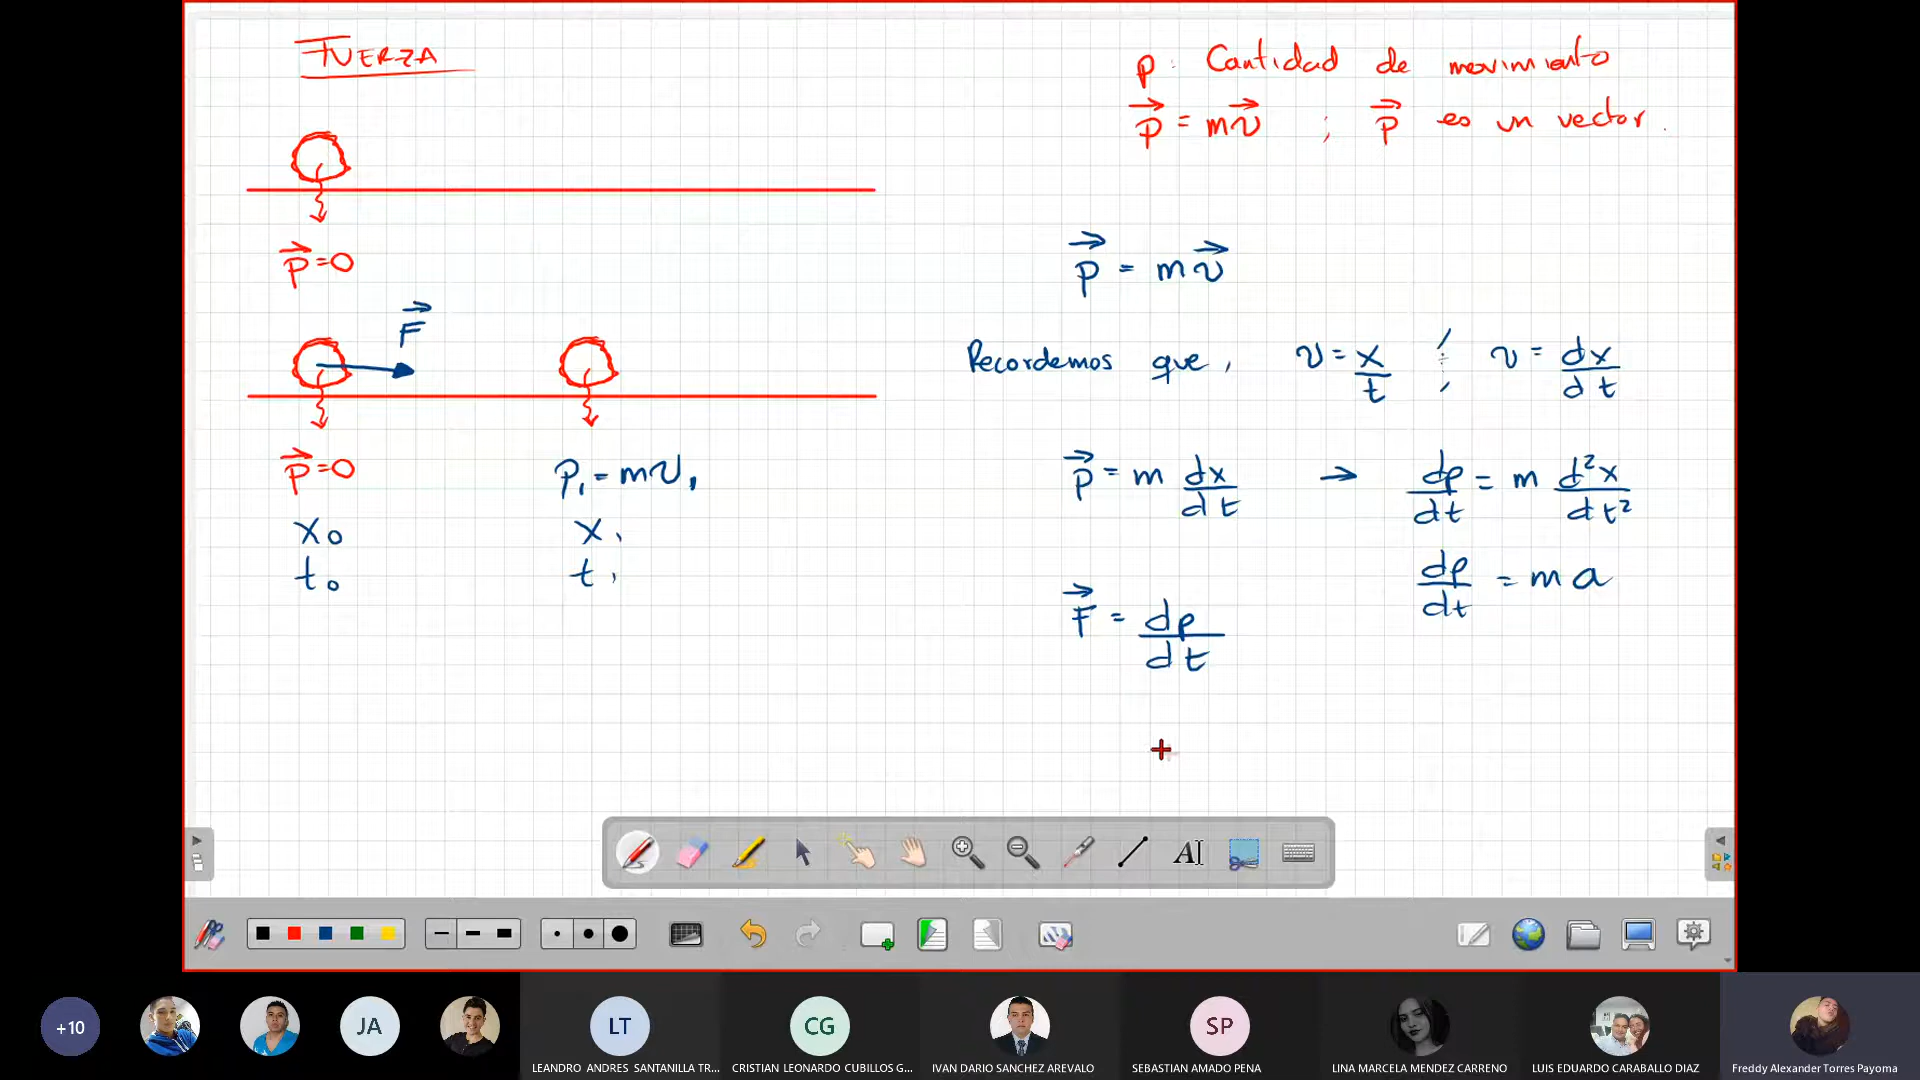 FUERZA
p : Cantidad de movimiento
p⃗ = mv⃗ ; p⃗ es un vector.
p⃗ = 0
F⃗
p⃗ = 0
x₀
t₀
p₁ = mv₁
x₁
t₁
p⃗ = mv⃗
Recordemos que, v = x/t ; v = dx/dt
p⃗ = m dx/dt → dp/dt = m d²x/dt²
dp/dt = ma
F⃗ = dp/dt
AI
+10
JA
LT
CG
SP
LEANDRO ANDRES SANTANILLA TR...
CRISTIAN LEONARDO CUBILLOS G...
IVAN DARIO SANCHEZ AREVALO
SEBASTIAN AMADO PENA
LINA MARCELA MENDEZ CARRENO
LUIS EDUARDO CARABALLO DIAZ
Freddy Alexander Torres Payoma